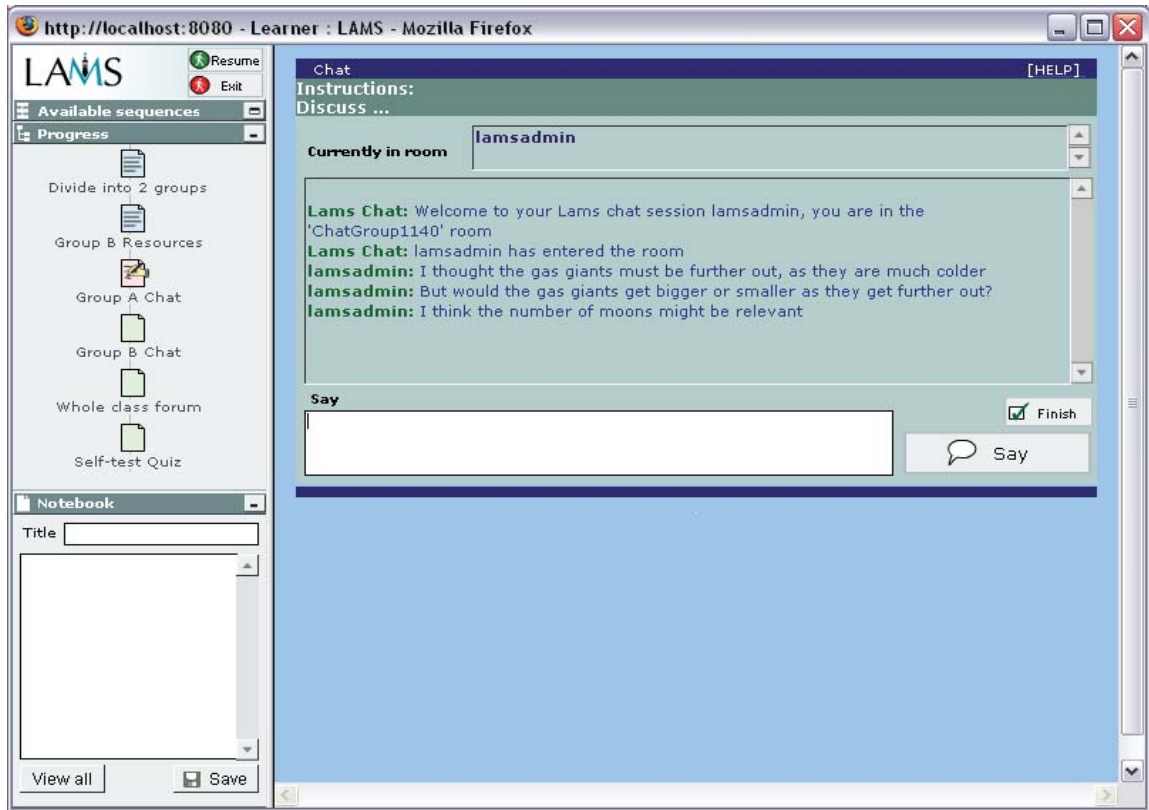 http://localhost:8080 - Learner : LAMS - Mozilla Firefox
LAMS
Resume
Exit
Available sequences
Progress
Divide into 2 groups
Group B Resources
Group A Chat
Group B Chat
Whole class forum
Self-test Quiz
Notebook
Title
View all
Save
Chat
[HELP]
Instructions:
Discuss ...
Currently in room
lamsadmin
Lams Chat: Welcome to your Lams chat session lamsadmin, you are in the
'ChatGroup1140' room
Lams Chat: lamsadmin has entered the room
lamsadmin: I thought the gas giants must be further out, as they are much colder
lamsadmin: But would the gas giants get bigger or smaller as they get further out?
lamsadmin: I think the number of moons might be relevant
Say
Finish
Say